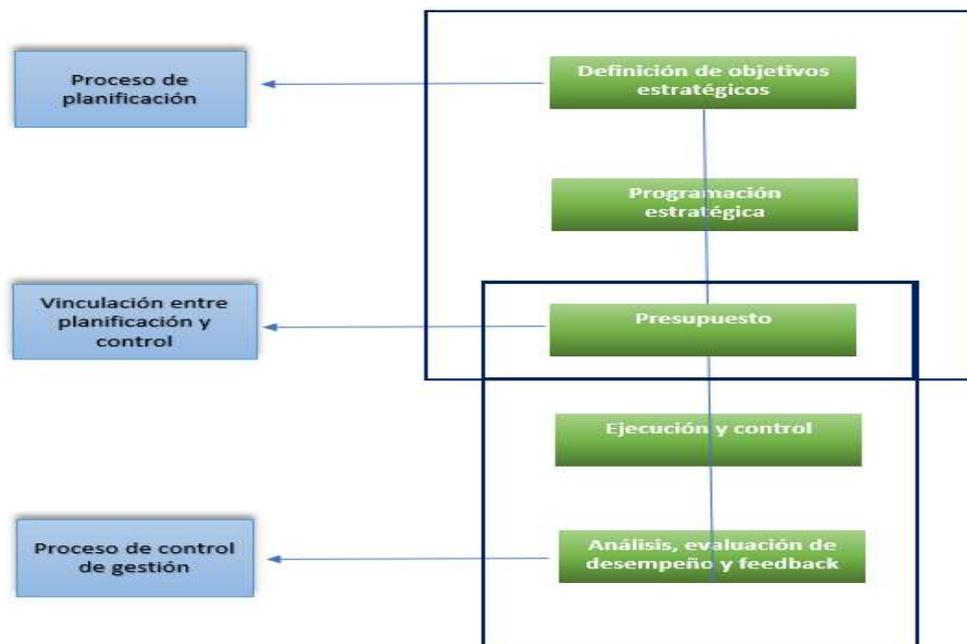 Proceso de
planificación
Definición de objetivos
estratégicos
Programación
estratégica
Vinculación entre
planificación y
control
Presupuesto
Ejecución y control
Proceso de control
de gestión
Análisis, evaluación de
desempeño y feedback